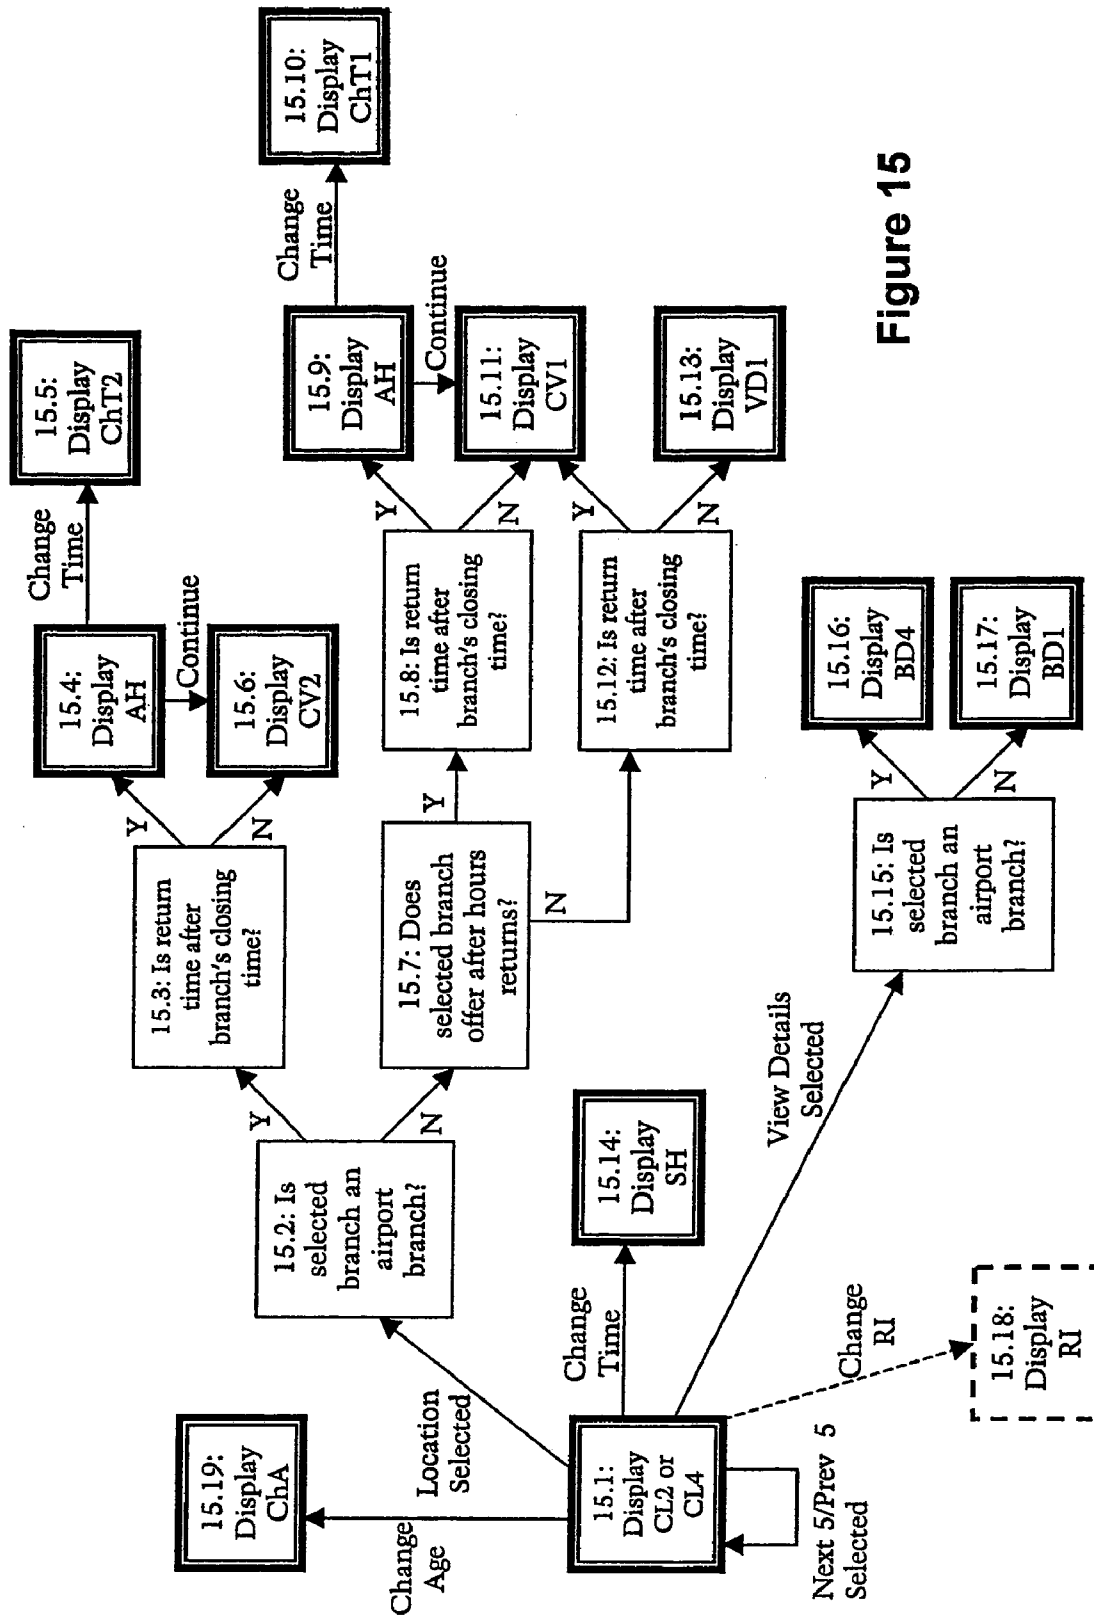 15.19:
Display
ChA
Change
Age
Location
Selected
15.1:
Display
CL2 or
CL4
Next 5/Prev 5
Selected
Change
Time
15.14:
Display
SH
View Details
Selected
Change
RI
15.18:
Display
RI
15.2: Is
selected
branch an
airport
branch?
Y
N
15.3: Is return
time after
branch's closing
time?
Y
N
15.4:
Display
AH
Change
Time
15.5:
Display
ChT2
Continue
15.6:
Display
CV2
15.7: Does
selected branch
offer after hours
returns?
Y
N
15.8: Is return
time after
branch's closing
time?
Y
N
15.9:
Display
AH
Change
Time
15.10:
Display
ChT1
Continue
15.11:
Display
CV1
15.12: Is return
time after
branch's closing
time?
Y
N
15.13:
Display
VD1
15.15: Is
selected
branch an
airport
branch?
Y
N
15.16:
Display
BD4
15.17:
Display
BD1
Figure 15